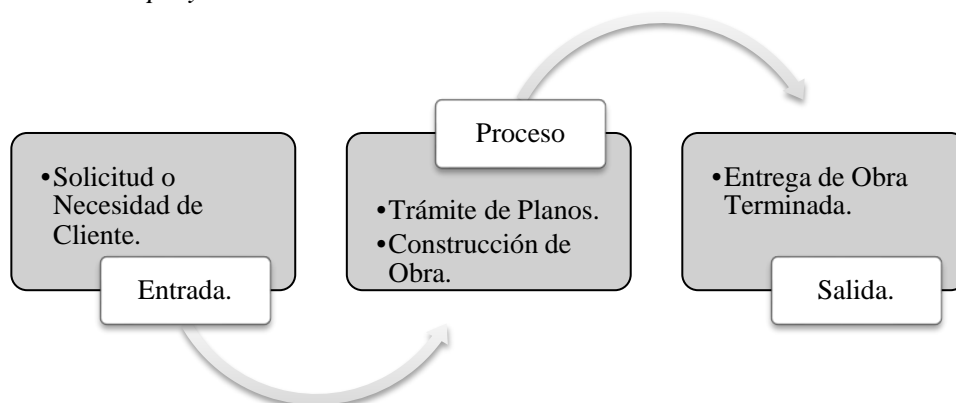 •Solicitud o
Necesidad de
Cliente.
Entrada.
Proceso
•Trámite de Planos.
•Construcción de
Obra.
•Entrega de Obra
Terminada.
Salida.